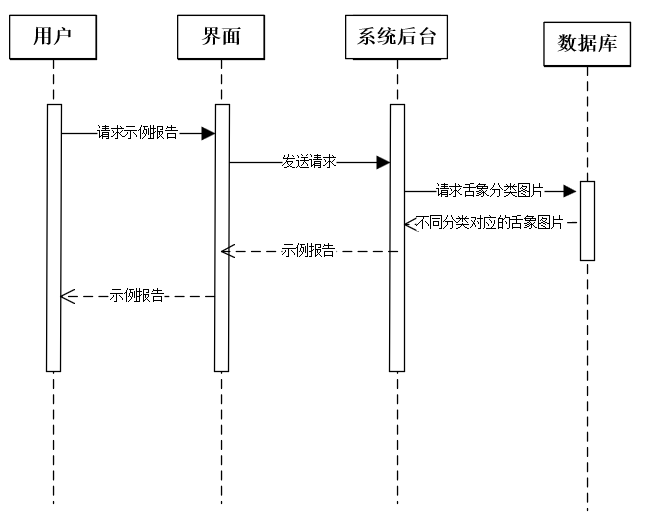 用户
界面
系统后台
数据库
请求示例报告
发送请求
请求舌象分类图片
不同分类对应的舌象图片
示例报告
示例报告